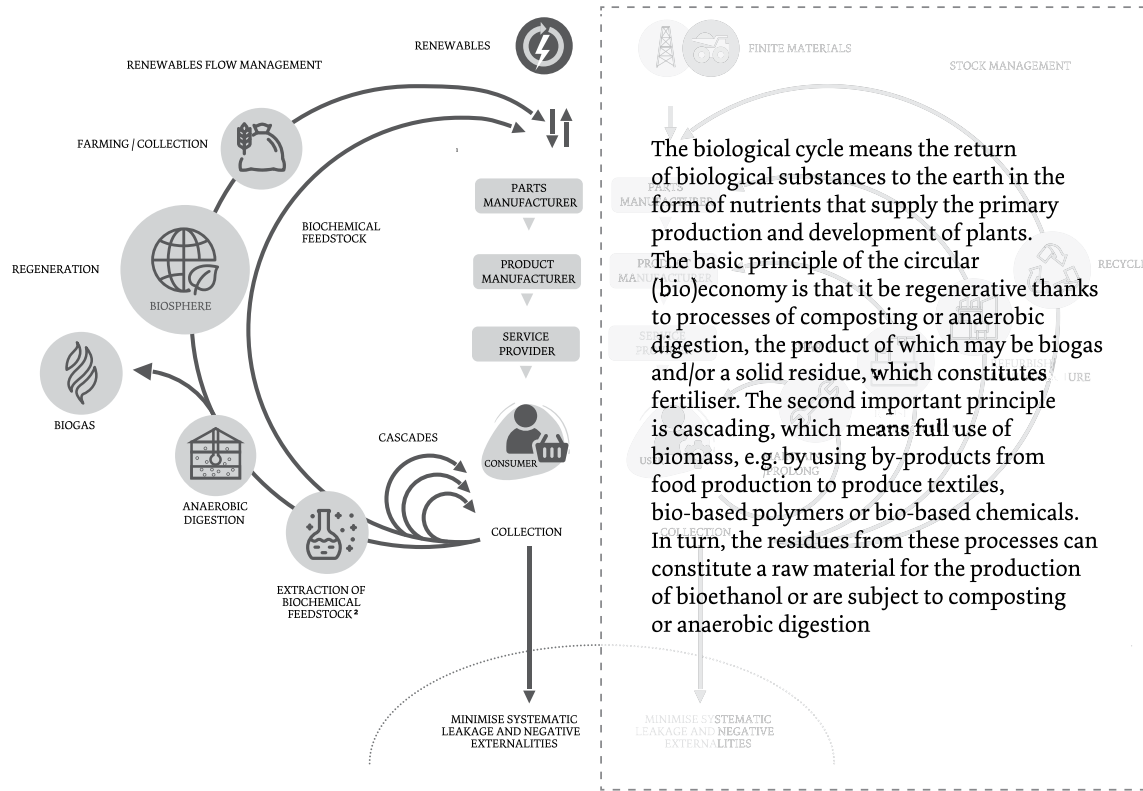 RENEWABLES
RENEWABLES FLOW MANAGEMENT
FARMING / COLLECTION
PARTS
MANUFACTURER
BIOCHEMICAL
FEEDSTOCK
REGENERATION
PRODUCT
MANUFACTURER
BIOSPHERE
SERVICE
PROVIDER
BIOGAS
CASCADES
CONSUMER
ANAEROBIC
DIGESTION
COLLECTION
EXTRACTION OF
BIOCHEMICAL
FEEDSTOCK²
MINIMISE SYSTEMATIC
LEAKAGE AND NEGATIVE
EXTERNALITIES
FINITE MATERIALS
STOCK MANAGEMENT
The biological cycle means the return
of biological substances to the earth in the
form of nutrients that supply the primary
production and development of plants.
The basic principle of the circular
(bio)economy is that it be regenerative thanks
to processes of composting or anaerobic
digestion, the product of which may be biogas
and/or a solid residue, which constitutes
fertiliser. The second important principle
is cascading, which means full use of
biomass, e.g. by using by-products from
food production to produce textiles,
bio-based polymers or bio-based chemicals.
In turn, the residues from these processes can
constitute a raw material for the production
of bioethanol or are subject to composting
or anaerobic digestion
PARTS
MANUFACTURER
PRODUCT
MANUFACTURER
SERVICE
PROVIDER
RECYCLE
COLLECTION
MINIMISE SYSTEMATIC
LEAKAGE AND NEGATIVE
EXTERNALITIES